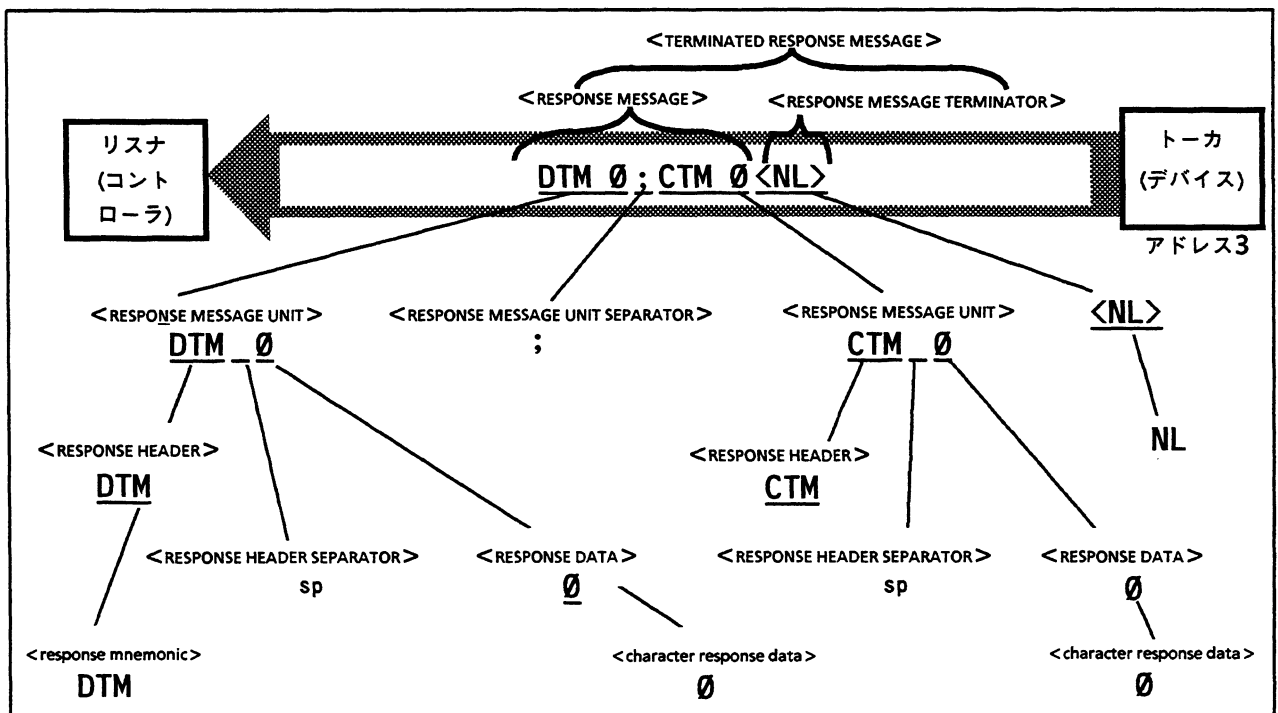 <TERMINATED RESPONSE MESSAGE>
<RESPONSE MESSAGE>
<RESPONSE MESSAGE TERMINATOR>
リスナ
(コント
ローラ)
DTM Ø;CTM Ø<NL>
トーカ
(デバイス)
アドレス3
<RESPONSE MESSAGE UNIT>
DTM_Ø
<RESPONSE MESSAGE UNIT SEPARATOR>
;
<RESPONSE MESSAGE UNIT>
CTM_Ø
<NL>
NL
<RESPONSE HEADER>
DTM
<RESPONSE HEADER>
CTM
<RESPONSE HEADER SEPARATOR>
sp
<RESPONSE DATA>
Ø
<RESPONSE HEADER SEPARATOR>
sp
<RESPONSE DATA>
Ø
<response mnemonic>
DTM
<character response data>
Ø
<character response data>
Ø